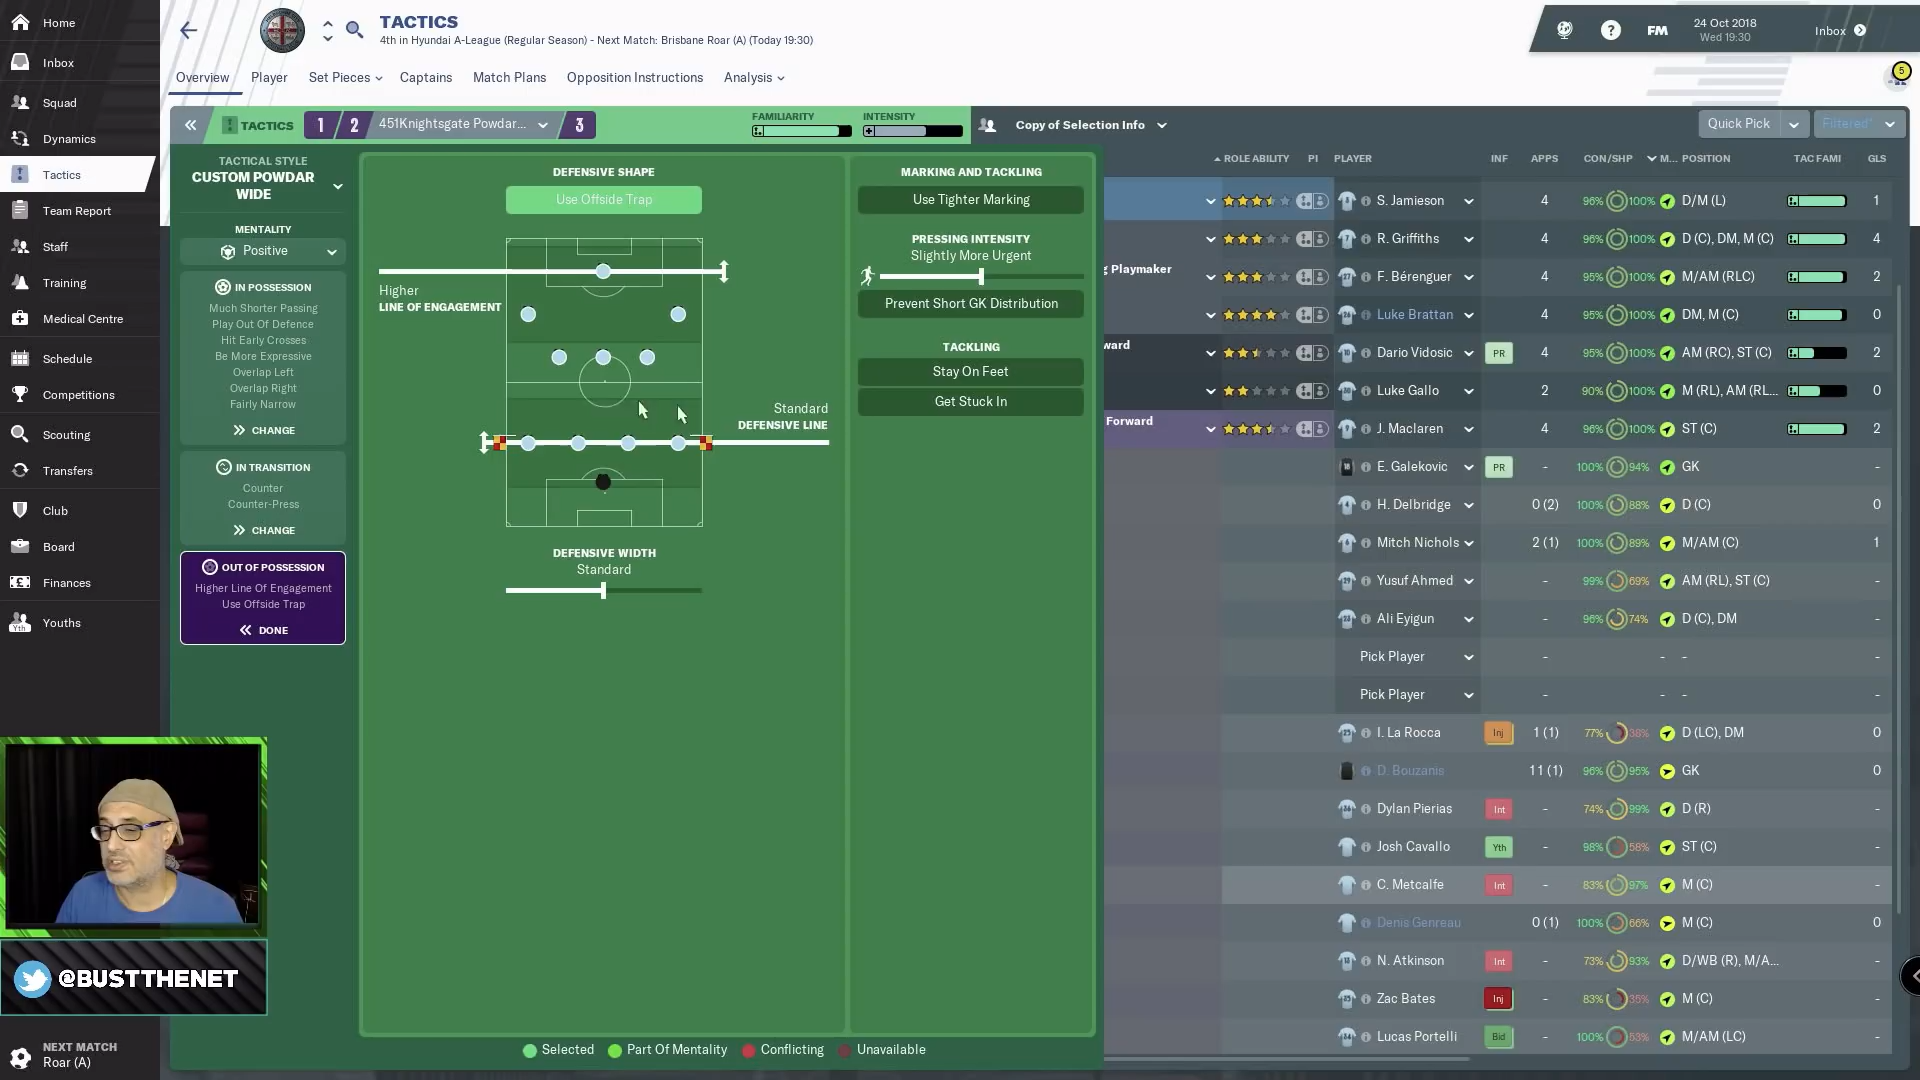 Home
Inbox
Squad
Dynamics
Tactics
Team Report
Staff
Training
Medical Centre
Schedule
Competitions
Scouting
Transfers
Club
Board
Finances
Yth
Youths
@BUSTTHENET
NEXT MATCH
Roar (A)
TACTICS
4th in Hyundai A-League (Regular Season) - Next Match: Brisbane Roar (A) (Today 19:30)
Overview Player Set Pieces Captains Match Plans Opposition Instructions Analysis
? FM
24 Oct 2018
Wed 19:30
Inbox
5
TACTICS 1 2 451Knightsgate Powdar... 3
FAMILIARITY
INTENSITY
Copy of Selection Info
Quick Pick
Filtered*
TACTICAL STYLE
CUSTOM POWDAR
WIDE
MENTALITY
Positive
IN POSSESSION
Much Shorter Passing
Play Out Of Defence
Hit Early Crosses
Be More Expressive
Overlap Left
Overlap Right
Fairly Narrow
CHANGE
IN TRANSITION
Counter
Counter-Press
CHANGE
OUT OF POSSESSION
Higher Line Of Engagement
Use Offside Trap
DONE
DEFENSIVE SHAPE
Use Offside Trap
Higher
LINE OF ENGAGEMENT
Standard
DEFENSIVE LINE
DEFENSIVE WIDTH
Standard
MARKING AND TACKLING
Use Tighter Marking
PRESSING INTENSITY
Slightly More Urgent
Prevent Short GK Distribution
TACKLING
Stay On Feet
Get Stuck In
Selected Part Of Mentality Conflicting Unavailable
g Playmaker
ward
Forward
ROLE ABILITY PI PLAYER INF APPS CON/SHP M... POSITION TAC FAMI GLS
S. Jamieson 4 96% 100% D/M (L) 1
R. Griffiths 4 96% 100% D (C), DM, M (C) 4
F. Bérenguer 4 95% 100% M/AM (RLC) 2
Luke Brattan 4 95% 100% DM, M (C) 0
Dario Vidosic PR 4 95% 100% AM (RC), ST (C) 2
Luke Gallo 2 90% 100% M (RL), AM (RL... 0
J. Maclaren 4 96% 100% ST (C) 2
E. Galekovic PR - 100% 94% GK -
H. Delbridge 0 (2) 100% 88% D (C) 0
Mitch Nichols 2 (1) 100% 89% M/AM (C) 1
Yusuf Ahmed - 99% 69% AM (RL), ST (C) -
Ali Eyigun - 96% 74% D (C), DM -
Pick Player - - - -
Pick Player - - - -
I. La Rocca Inj 1 (1) 77% 38% D (LC), DM 0
D. Bouzanis 11 (1) 96% 95% GK 0
Dylan Pierias Int - 74% 99% D (R) -
Josh Cavallo Yth - 98% 58% ST (C) -
C. Metcalfe Int - 83% 97% M (C) -
Denis Genreau 0 (1) 100% 66% M (C) 0
N. Atkinson Int - 73% 93% D/WB (R), M/A... -
Zac Bates Inj - 83% 35% M (C) -
Lucas Portelli Bid - 100% 53% M/AM (LC) -